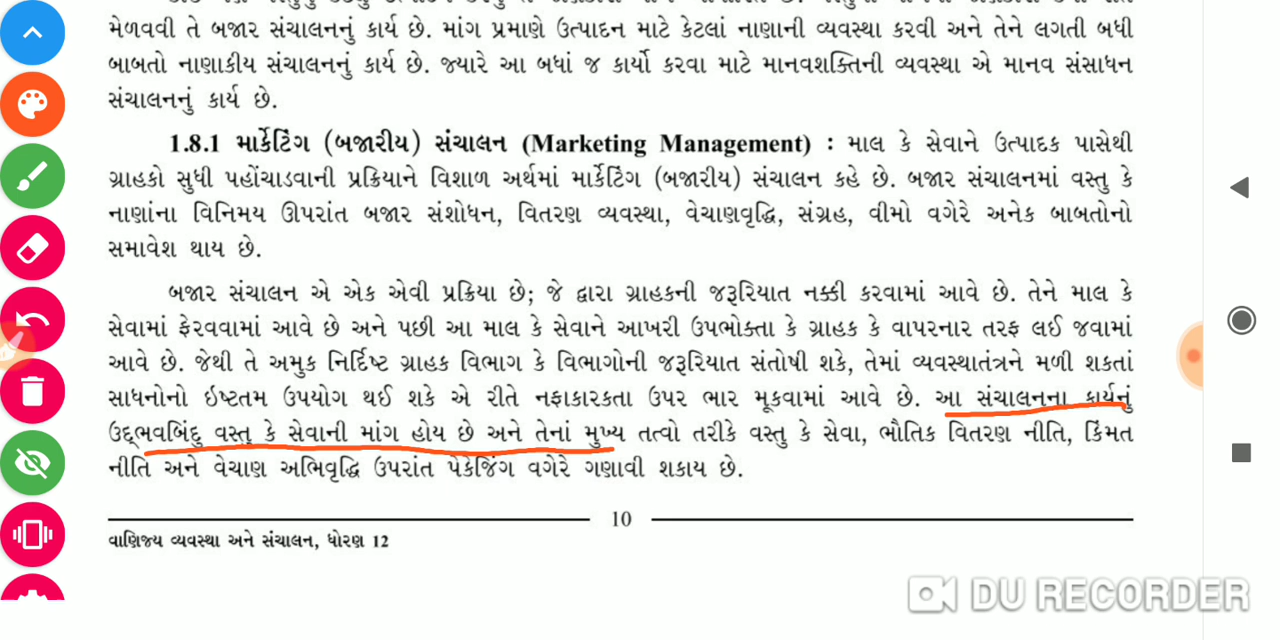 મેળવવી તે બજાર સંચાલનનું કાર્ય છે. માંગ પ્રમાણે ઉત્પાદન માટે કેટલાં નાણાની વ્યવસ્થા કરવી અને તેને લગતી બધી
બાબતો નાણાકીય સંચાલનનું કાર્ય છે. જ્યારે આ બધાં જ કાર્યો કરવા માટે માનવશક્તિની વ્યવસ્થા એ માનવ સંસાધન
સંચાલનનું કાર્ય છે.
1.8.1 માર્કેટિંગ (બજારીય) સંચાલન (Marketing Management) : માલ કે સેવાને ઉત્પાદક પાસેથી
ગ્રાહકો સુધી પહોંચાડવાની પ્રક્રિયાને વિશાળ અર્થમાં માર્કેટિંગ (બજારીય) સંચાલન કહે છે. બજાર સંચાલનમાં વસ્તુ કે
નાણાંના વિનિમય ઊપરાંત બજાર સંશોધન, વિતરણ વ્યવસ્થા, વેચાણવૃદ્ધિ, સંગ્રહ, વીમો વગેરે અનેક બાબતોનો
સમાવેશ થાય છે.
બજાર સંચાલન એ એક એવી પ્રક્રિયા છે; જે દ્વારા ગ્રાહકની જરૂરિયાત નક્કી કરવામાં આવે છે. તેને માલ કે
સેવામાં ફેરવવામાં આવે છે અને પછી આ માલ કે સેવાને આખરી ઉપભોક્તા કે ગ્રાહક કે વાપરનાર તરફ લઈ જવામાં
આવે છે. જેથી તે અમુક નિર્દિષ્ટ ગ્રાહક વિભાગ કે વિભાગોની જરૂરિયાત સંતોષી શકે, તેમાં વ્યવસ્થાતંત્રને મળી શકતાં
સાધનોનો ઇષ્ટતમ ઉપયોગ થઈ શકે એ રીતે નફાકારકતા ઉપર ભાર મૂકવામાં આવે છે. આ સંચાલનના કાર્યનું
ઉદ્ભવબિંદુ વસ્તુ કે સેવાની માંગ હોય છે અને તેનાં મુખ્ય તત્વો તરીકે વસ્તુ કે સેવા, ભૌતિક વિતરણ નીતિ, કિંમત
નીતિ અને વેચાણ અભિવૃદ્ધિ ઉપરાંત પેકેજિંગ વગેરે ગણાવી શકાય છે.
10
વાણિજ્ય વ્યવસ્થા અને સંચાલન, ધોરણ 12
DU RECORDER